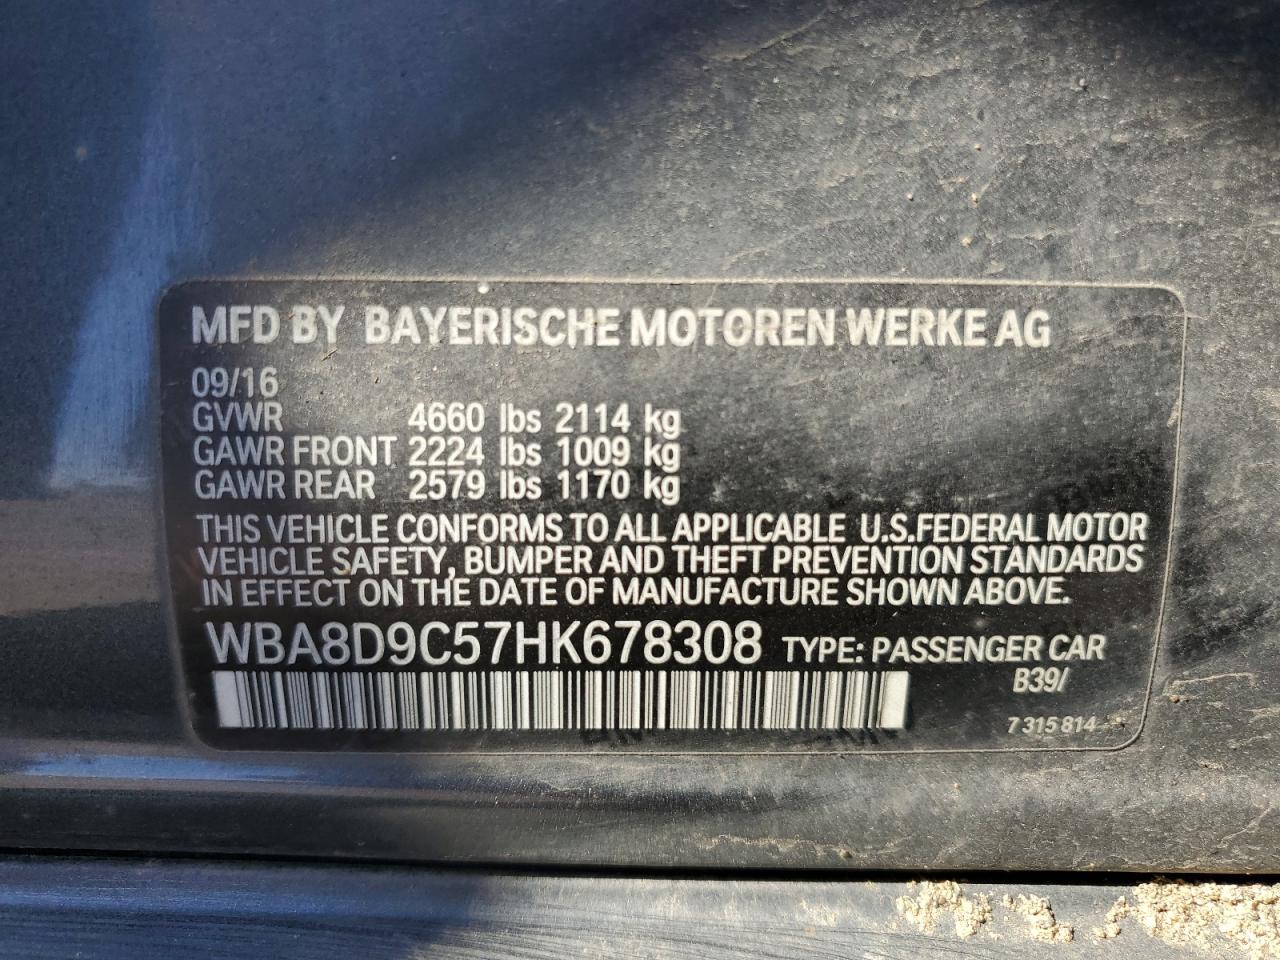 MFD BY BAYERISCHE MOTOREN WERKE AG
09/16
GVWR 4660 lbs 2114 kg
GAWR FRONT 2224 lbs 1009 kg
GAWR REAR 2579 lbs 1170 kg
THIS VEHICLE CONFORMS TO ALL APPLICABLE U.S.FEDERAL MOTOR
VEHICLE SAFETY, BUMPER AND THEFT PREVENTION STANDARDS
IN EFFECT ON THE DATE OF MANUFACTURE SHOWN ABOVE.
WBA8D9C57HK678308 TYPE: PASSENGER CAR
B39/
7 315 814